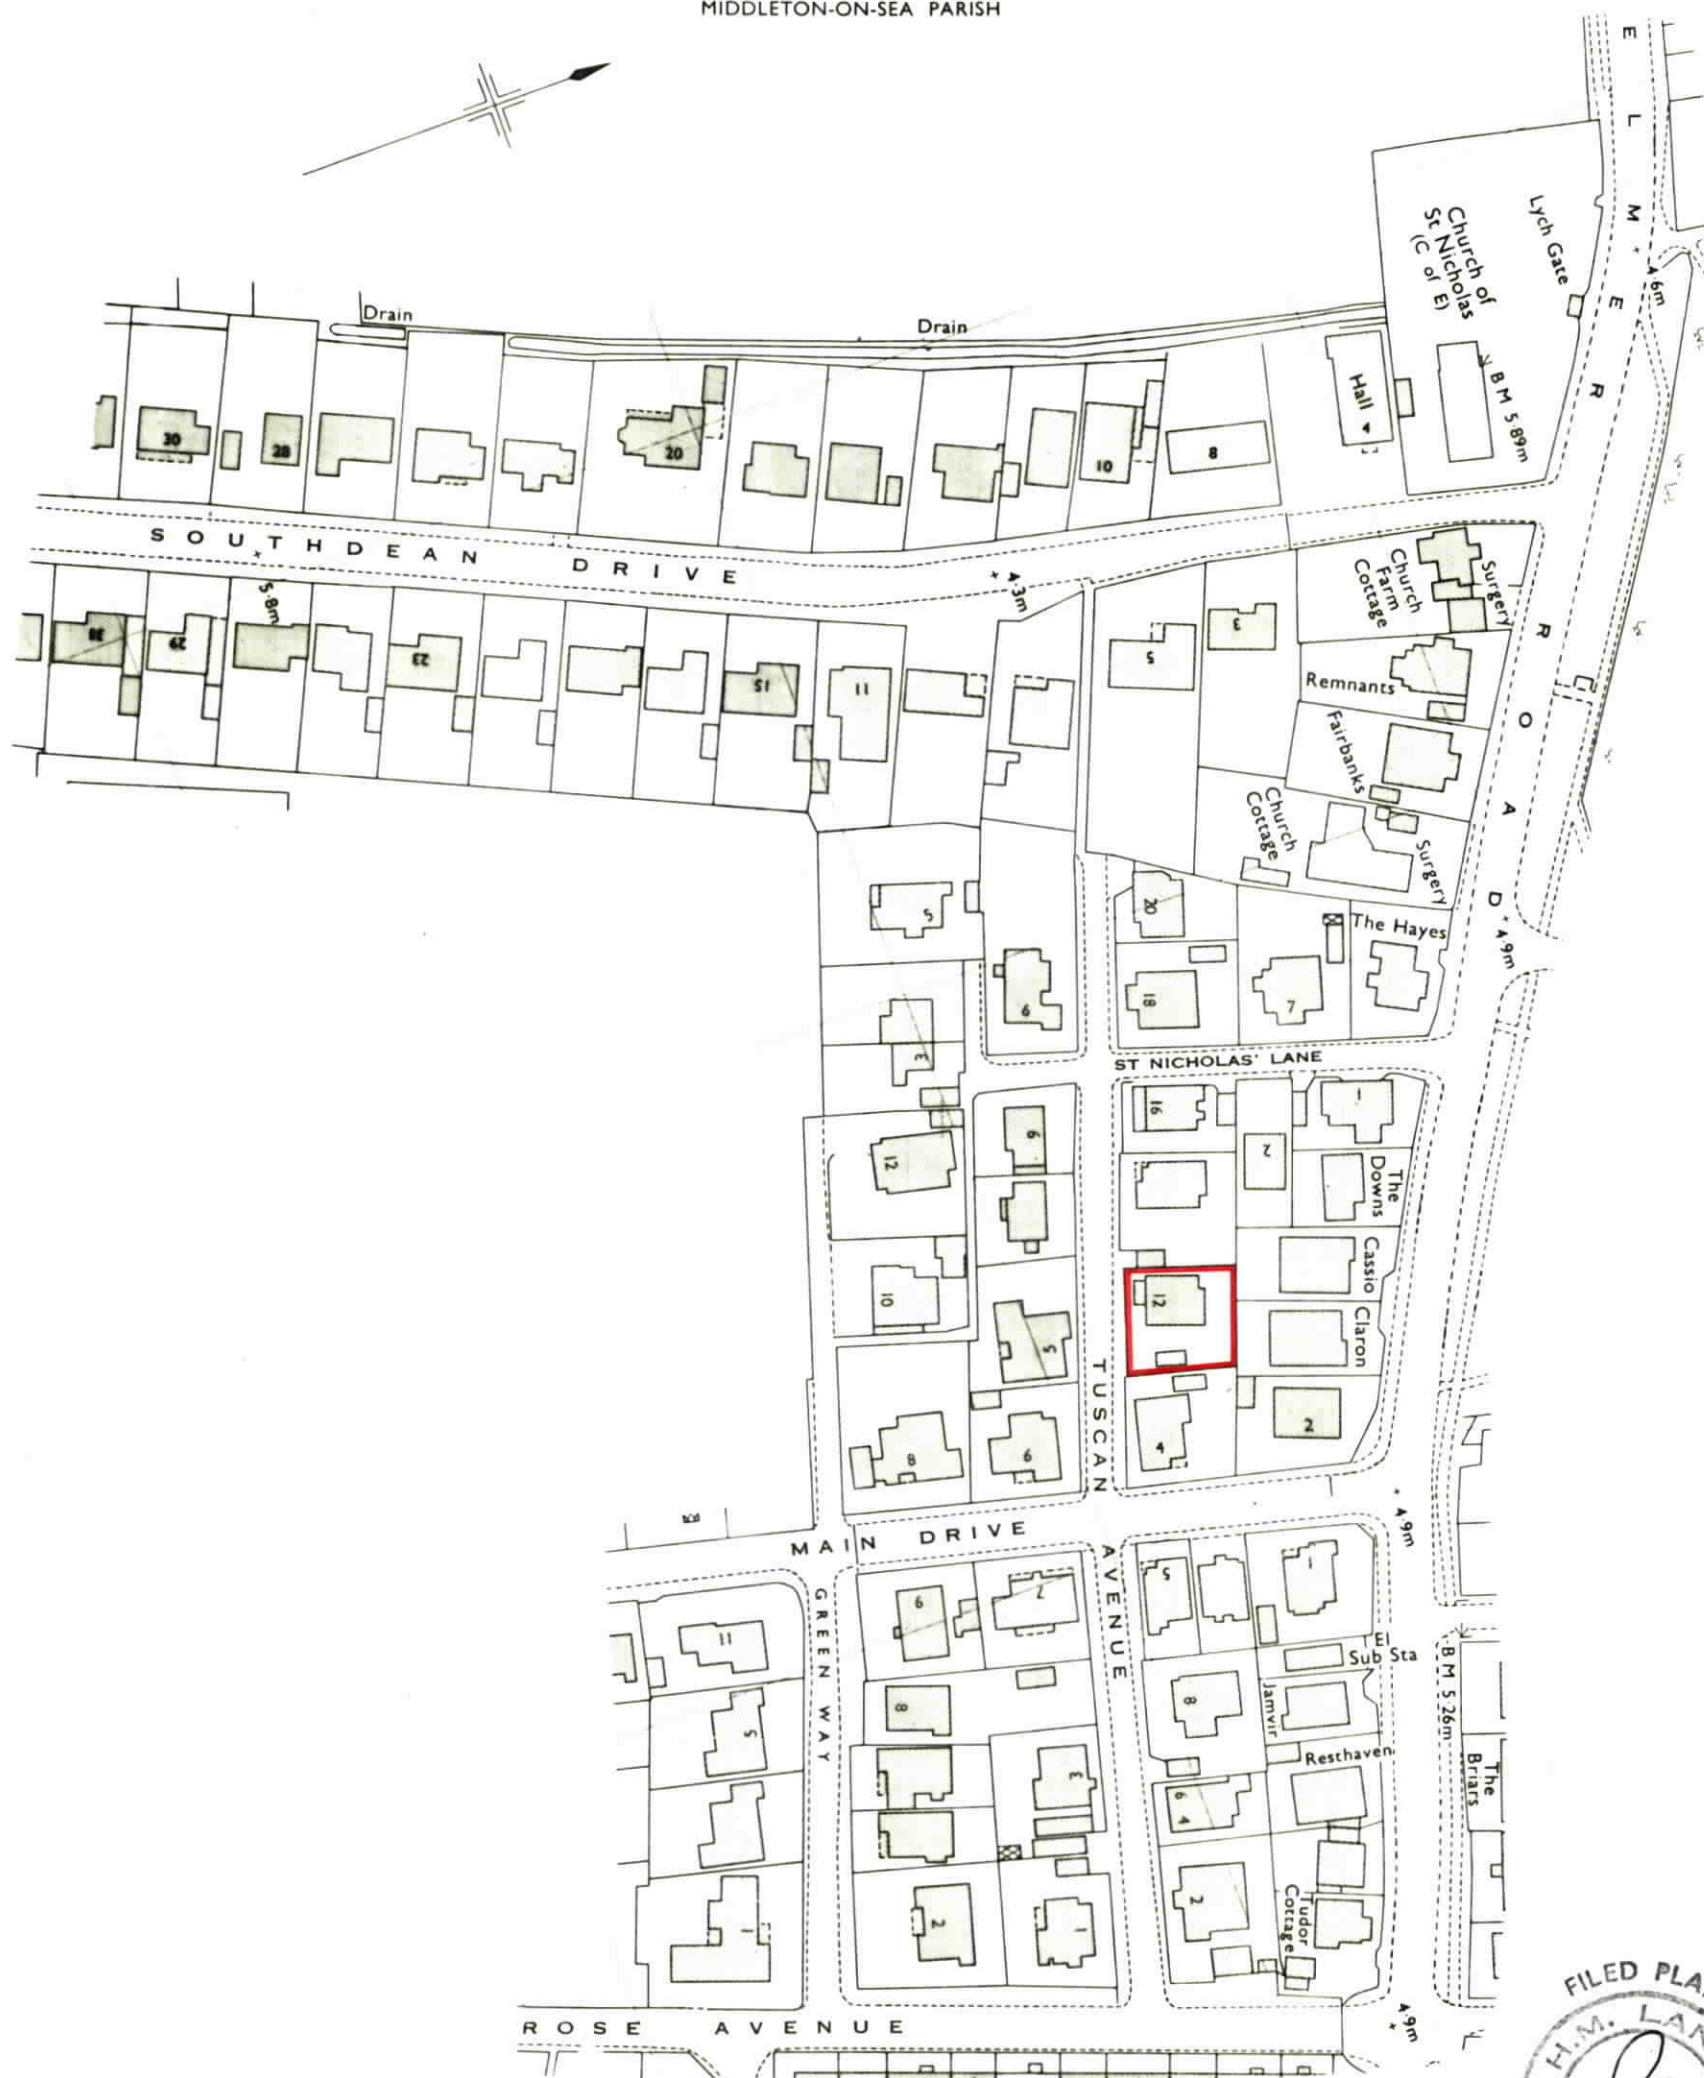 MIDDLETON-ON-SEA PARISH
ELMER ROAD
4·6m
Lych Gate
Church of
St Nicholas
(C of E)
B M 5·89m
Hall
4
Drain
Drain
30
28
20
10
8
SOUTHDEAN DRIVE
5·8m
4·3m
29
23
15
11
5
3
Church
Farm
Cottage
Surgery
Remnants
Fairbanks
Church
Cottage
Surgery
The Hayes
4·9m
5
20
18
7
9
3
ST NICHOLAS' LANE
16
2
1
The
Downs
Cassio
Claron
12
9
12
10
5
4
2
8
6
TUSCAN AVENUE
MAIN DRIVE
4·9m
GREEN WAY
11
5
1
9
7
8
3
2
1
5
1
El
Sub Sta
8
Jamvir
B M 5·26m
Resthaven
6
4
The
Briars
2
Tudor
Cottage
ROSE AVENUE
4·9m
FILED PLA
H.M. LAN